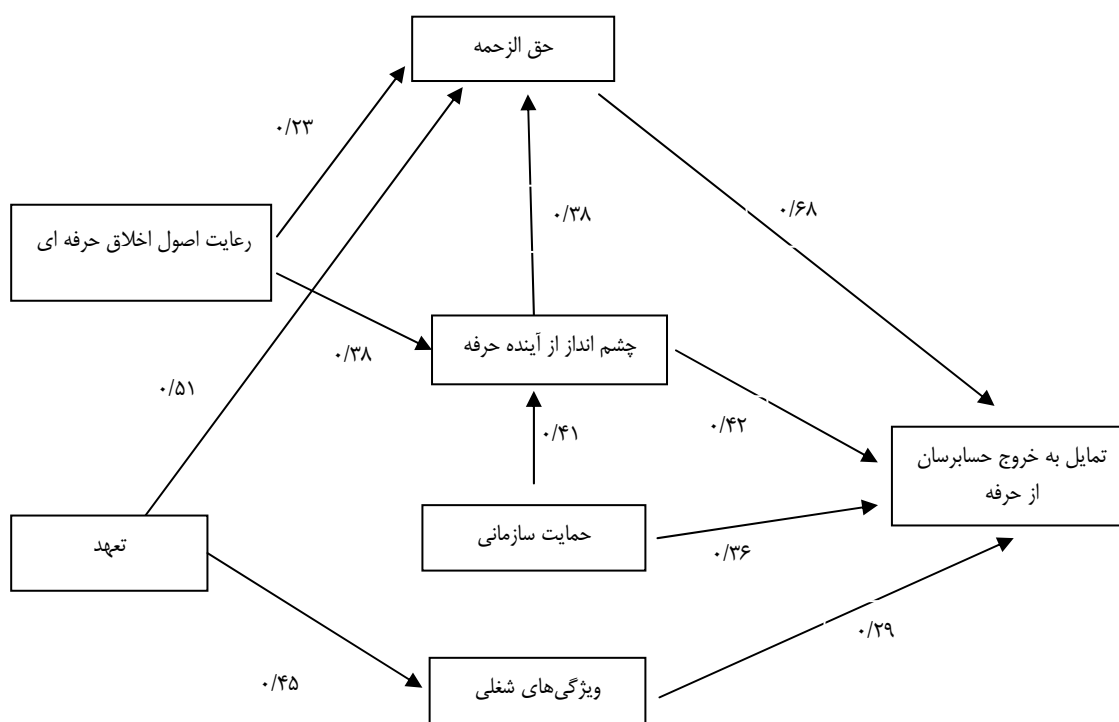 حق الزحمه
۰/۲۳
۰/۳۸
۰/۶۸
رعایت اصول اخلاق حرفه ای
چشم انداز از آینده حرفه
۰/۳۸
۰/۵۱
۰/۴۱
۰/۴۲
تمایل به خروج حسابرسان
از حرفه
تعهد
حمایت سازمانی
۰/۳۶
۰/۲۹
۰/۴۵
ویژگی‌های شغلی